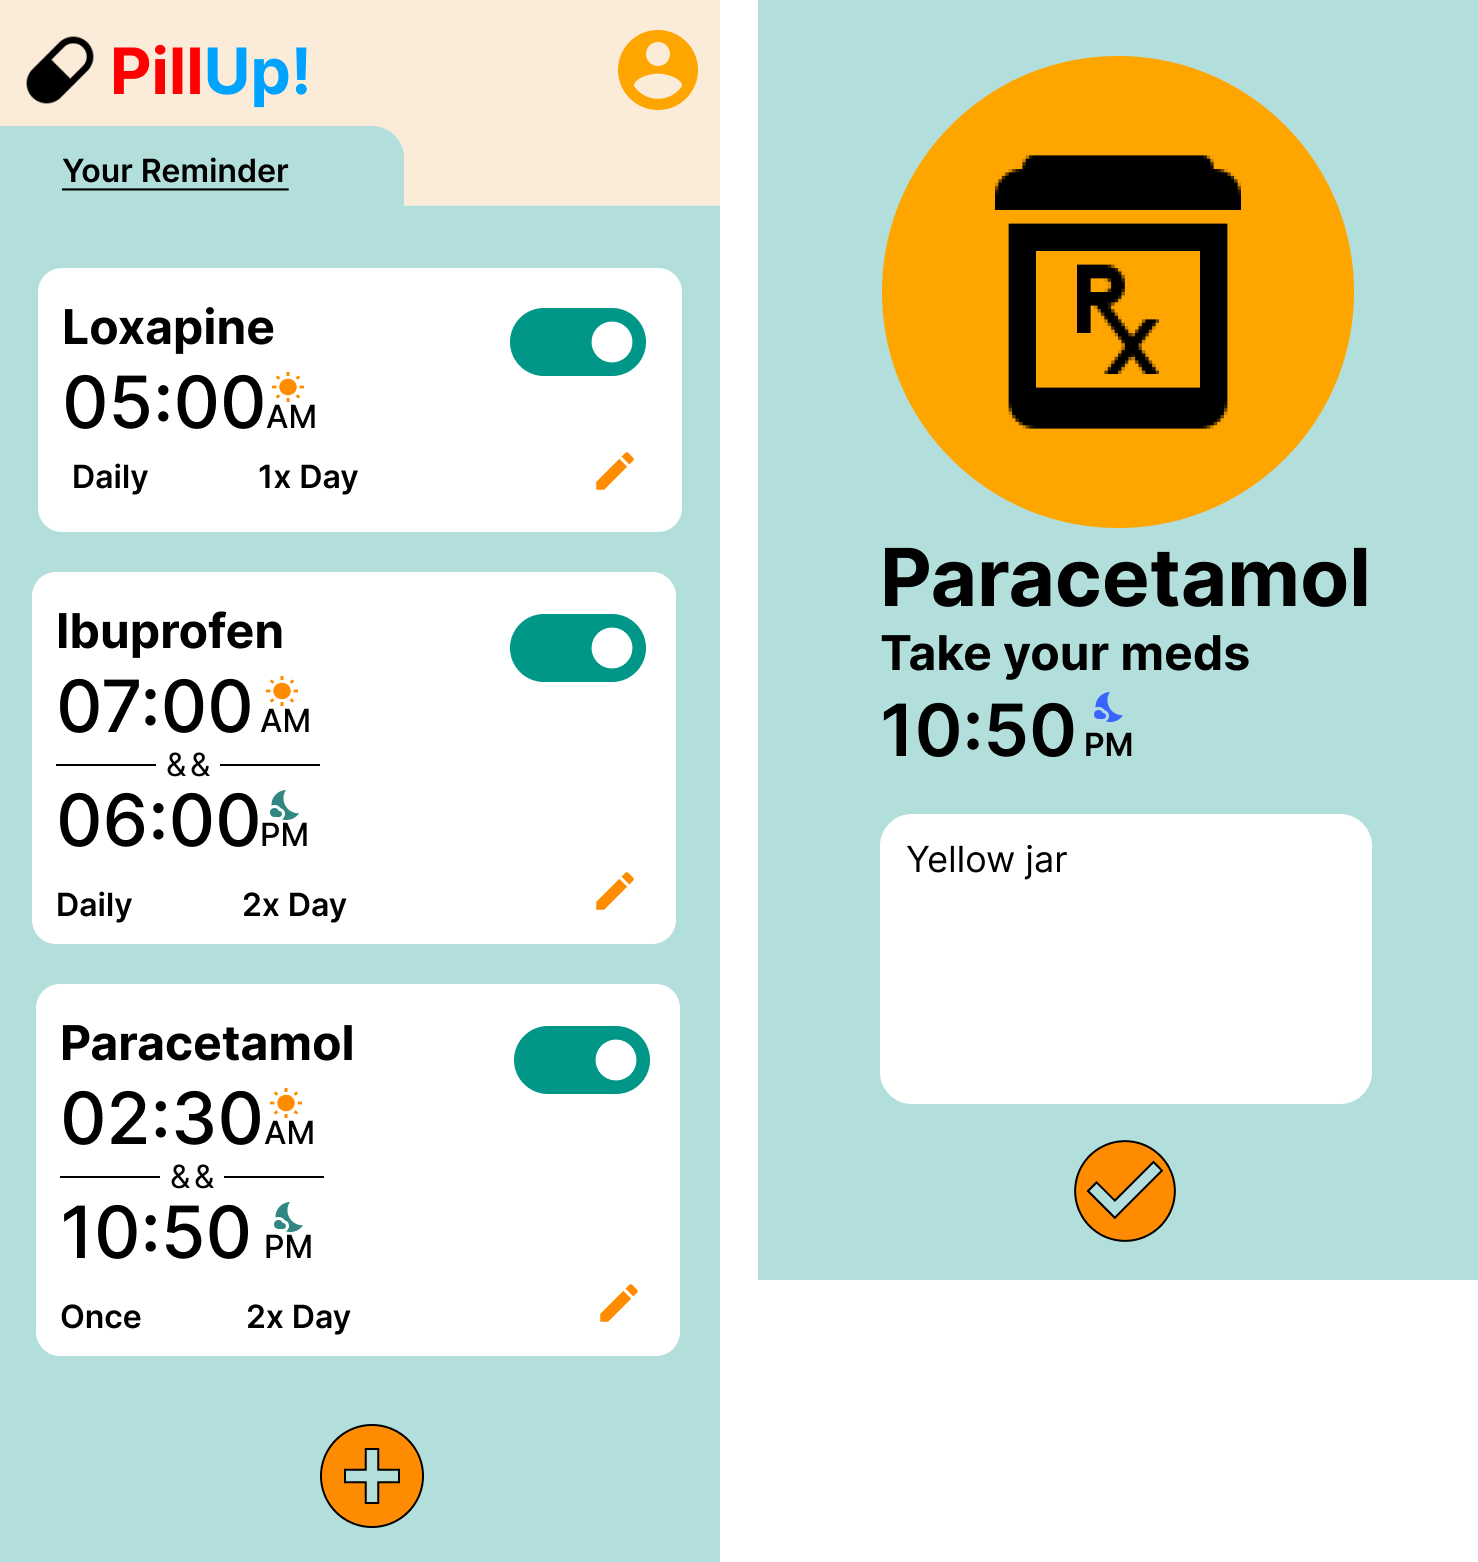 PillUp!
Your Reminder
Loxapine
05:00 AM
Daily 1x Day
Ibuprofen
07:00 AM
&&
06:00 PM
Daily 2x Day
Paracetamol
02:30 AM
&&
10:50 PM
Once 2x Day
Rx
Paracetamol
Take your meds
10:50 PM
Yellow jar